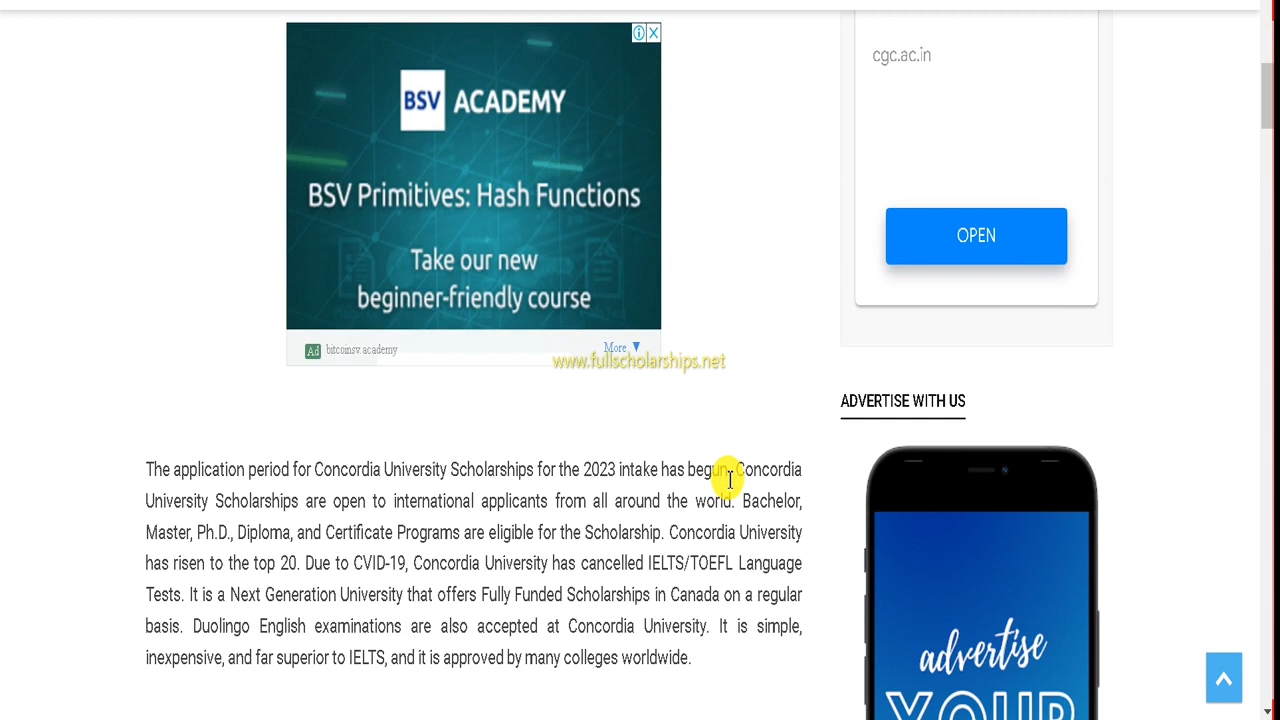 cgc.ac.in
BSV ACADEMY
BSV Primitives: Hash Functions
Take our new
beginner-friendly course
OPEN
Ad bitcoinsv.academy
More ▼
www.fullscholarships.net
ADVERTISE WITH US
The application period for Concordia University Scholarships for the 2023 intake has begun. Concordia
University Scholarships are open to international applicants from all around the world. Bachelor,
Master, Ph.D., Diploma, and Certificate Programs are eligible for the Scholarship. Concordia University
has risen to the top 20. Due to CVID-19, Concordia University has cancelled IELTS/TOEFL Language
Tests. It is a Next Generation University that offers Fully Funded Scholarships in Canada on a regular
basis. Duolingo English examinations are also accepted at Concordia University. It is simple,
inexpensive, and far superior to IELTS, and it is approved by many colleges worldwide.
advertise
YOUR